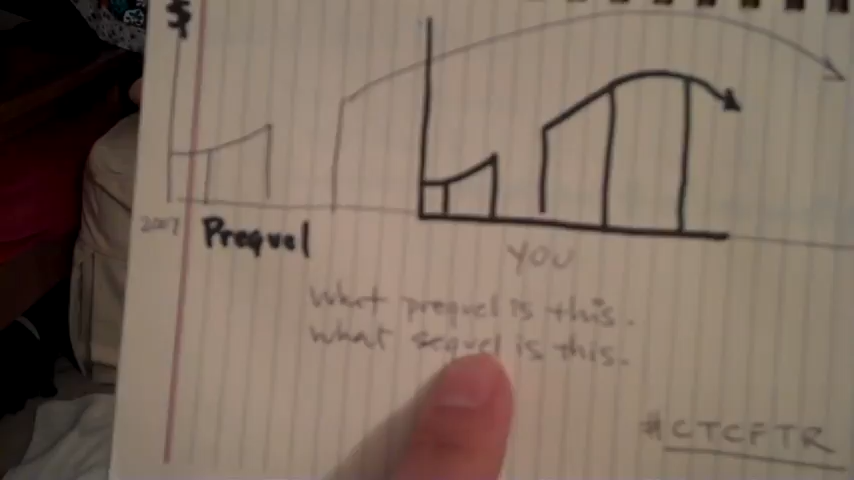 $
2007 Prequel
YOU
What prequel is this.
What sequel is this.
#CTCFTR